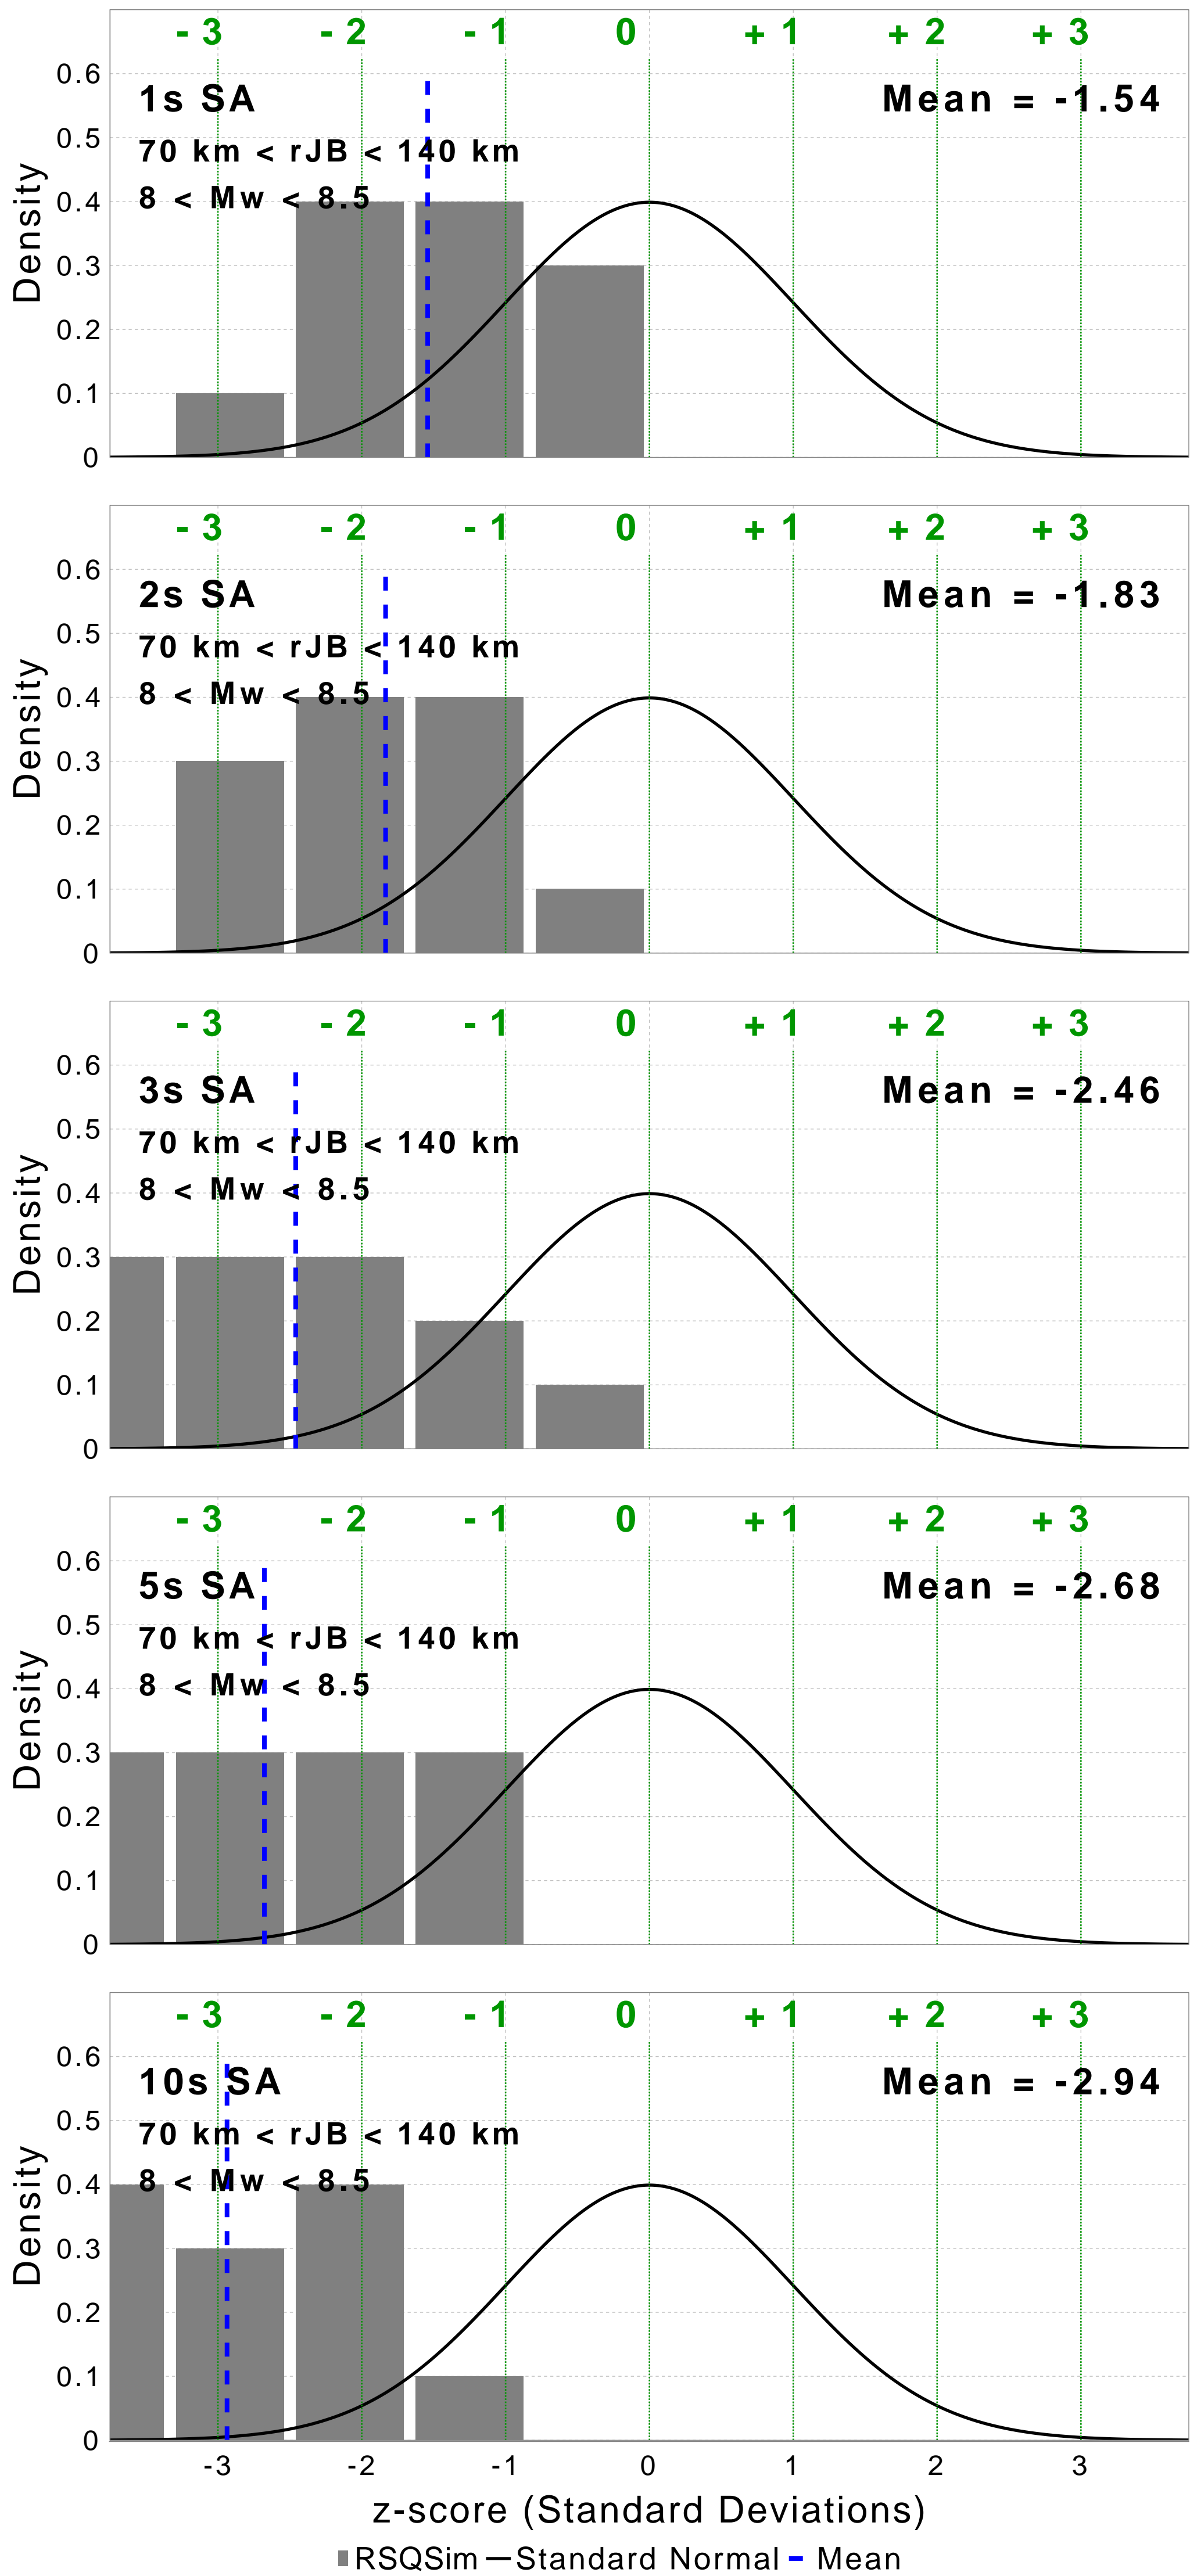 - 3 - 2 - 1 0 + 1 + 2 + 3
0.6
1s SA Mean = -1.54
0.5
70 km < rJB < 140 km
8 < Mw < 8.5
0.4
Density
0.3
0.2
0.1
0
- 3 - 2 - 1 0 + 1 + 2 + 3
0.6
2s SA Mean = -1.83
0.5
70 km < rJB < 140 km
8 < Mw < 8.5
0.4
Density
0.3
0.2
0.1
0
- 3 - 2 - 1 0 + 1 + 2 + 3
0.6
3s SA Mean = -2.46
0.5
70 km < rJB < 140 km
8 < Mw < 8.5
0.4
Density
0.3
0.2
0.1
0
- 3 - 2 - 1 0 + 1 + 2 + 3
0.6
5s SA Mean = -2.68
0.5
70 km < rJB < 140 km
8 < Mw < 8.5
0.4
Density
0.3
0.2
0.1
0
- 3 - 2 - 1 0 + 1 + 2 + 3
0.6
10s SA Mean = -2.94
0.5
70 km < rJB < 140 km
8 < Mw < 8.5
0.4
Density
0.3
0.2
0.1
0
-3 -2 -1 0 1 2 3
z-score (Standard Deviations)
RSQSim Standard Normal Mean